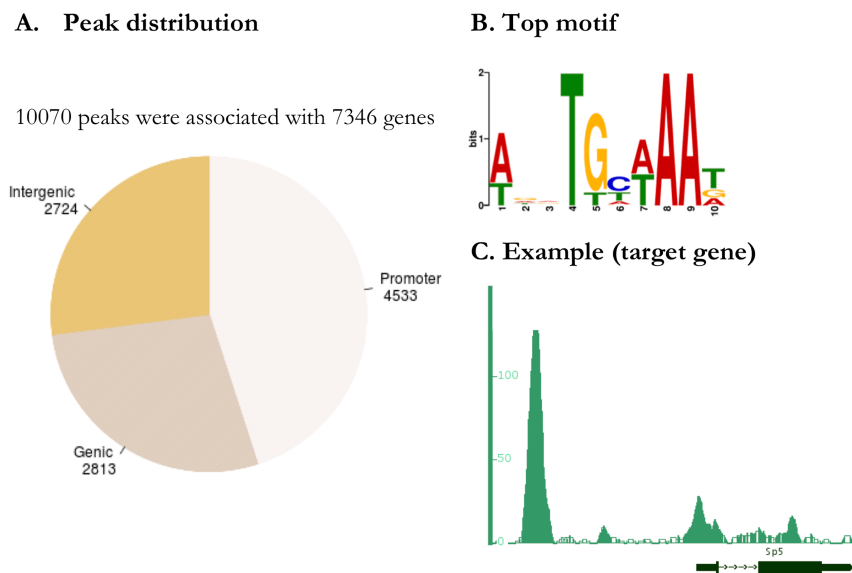 A. Peak distribution
10070 peaks were associated with 7346 genes
Intergenic
2724
Promoter
4533
Genic
2813
B. Top motif
bits
2
1
0
A T
T
G T
C T A
A T
A
A
T G A
1 2 3 4 5 6 7 8 9 10
C. Example (target gene)
100
50
0
Sp5